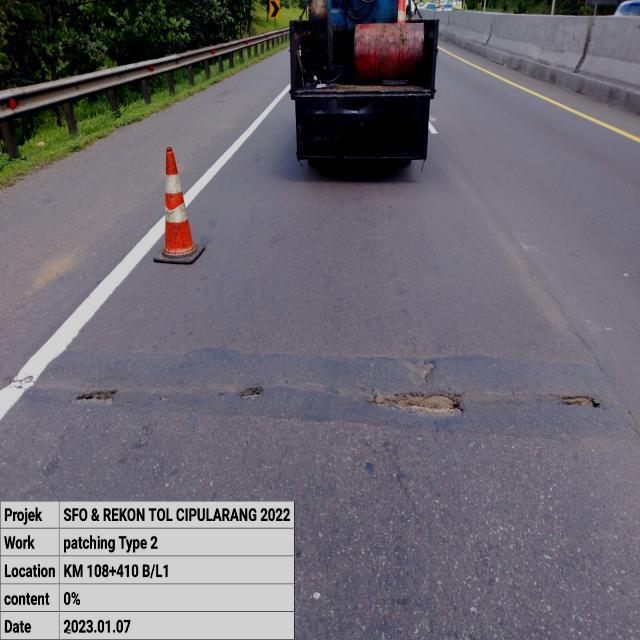 Projek SFO & REKON TOL CIPULARANG 2022
Work patching Type 2
Location KM 108+410 B/L1
content 0%
Date 2023.01.07